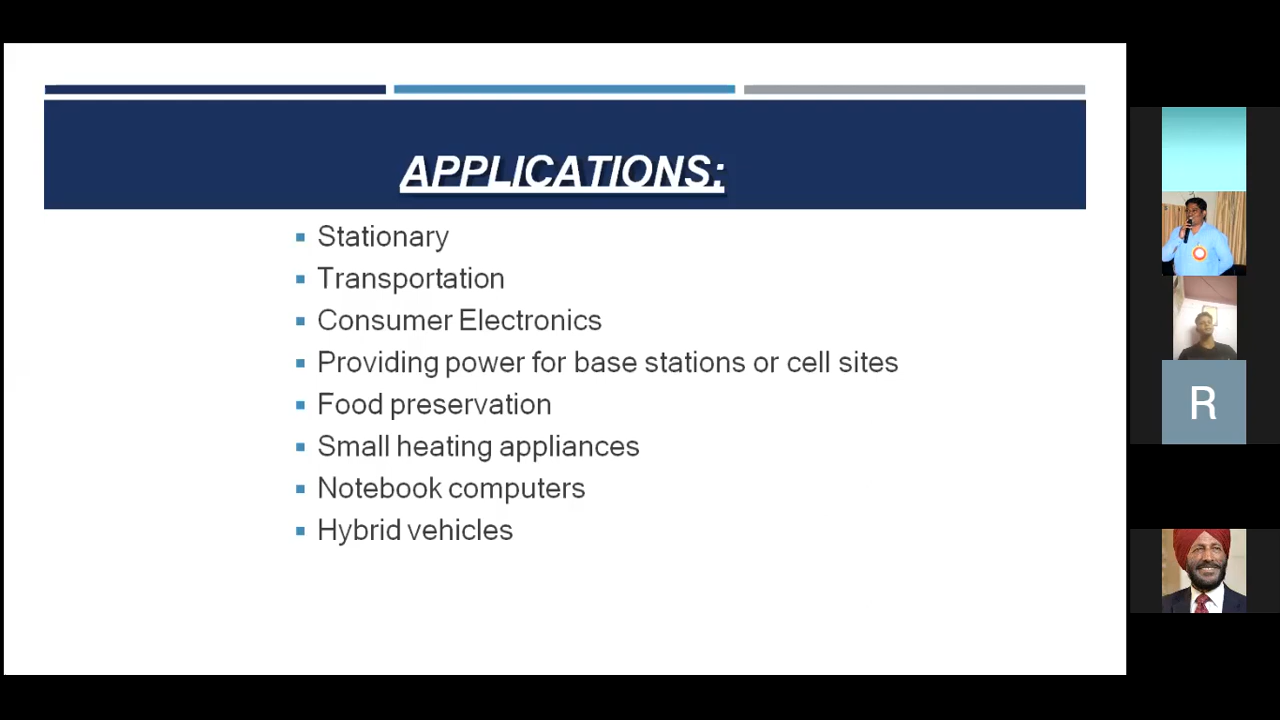 APPLICATIONS:
Stationary
Transportation
Consumer Electronics
Providing power for base stations or cell sites
Food preservation
Small heating appliances
Notebook computers
Hybrid vehicles
R